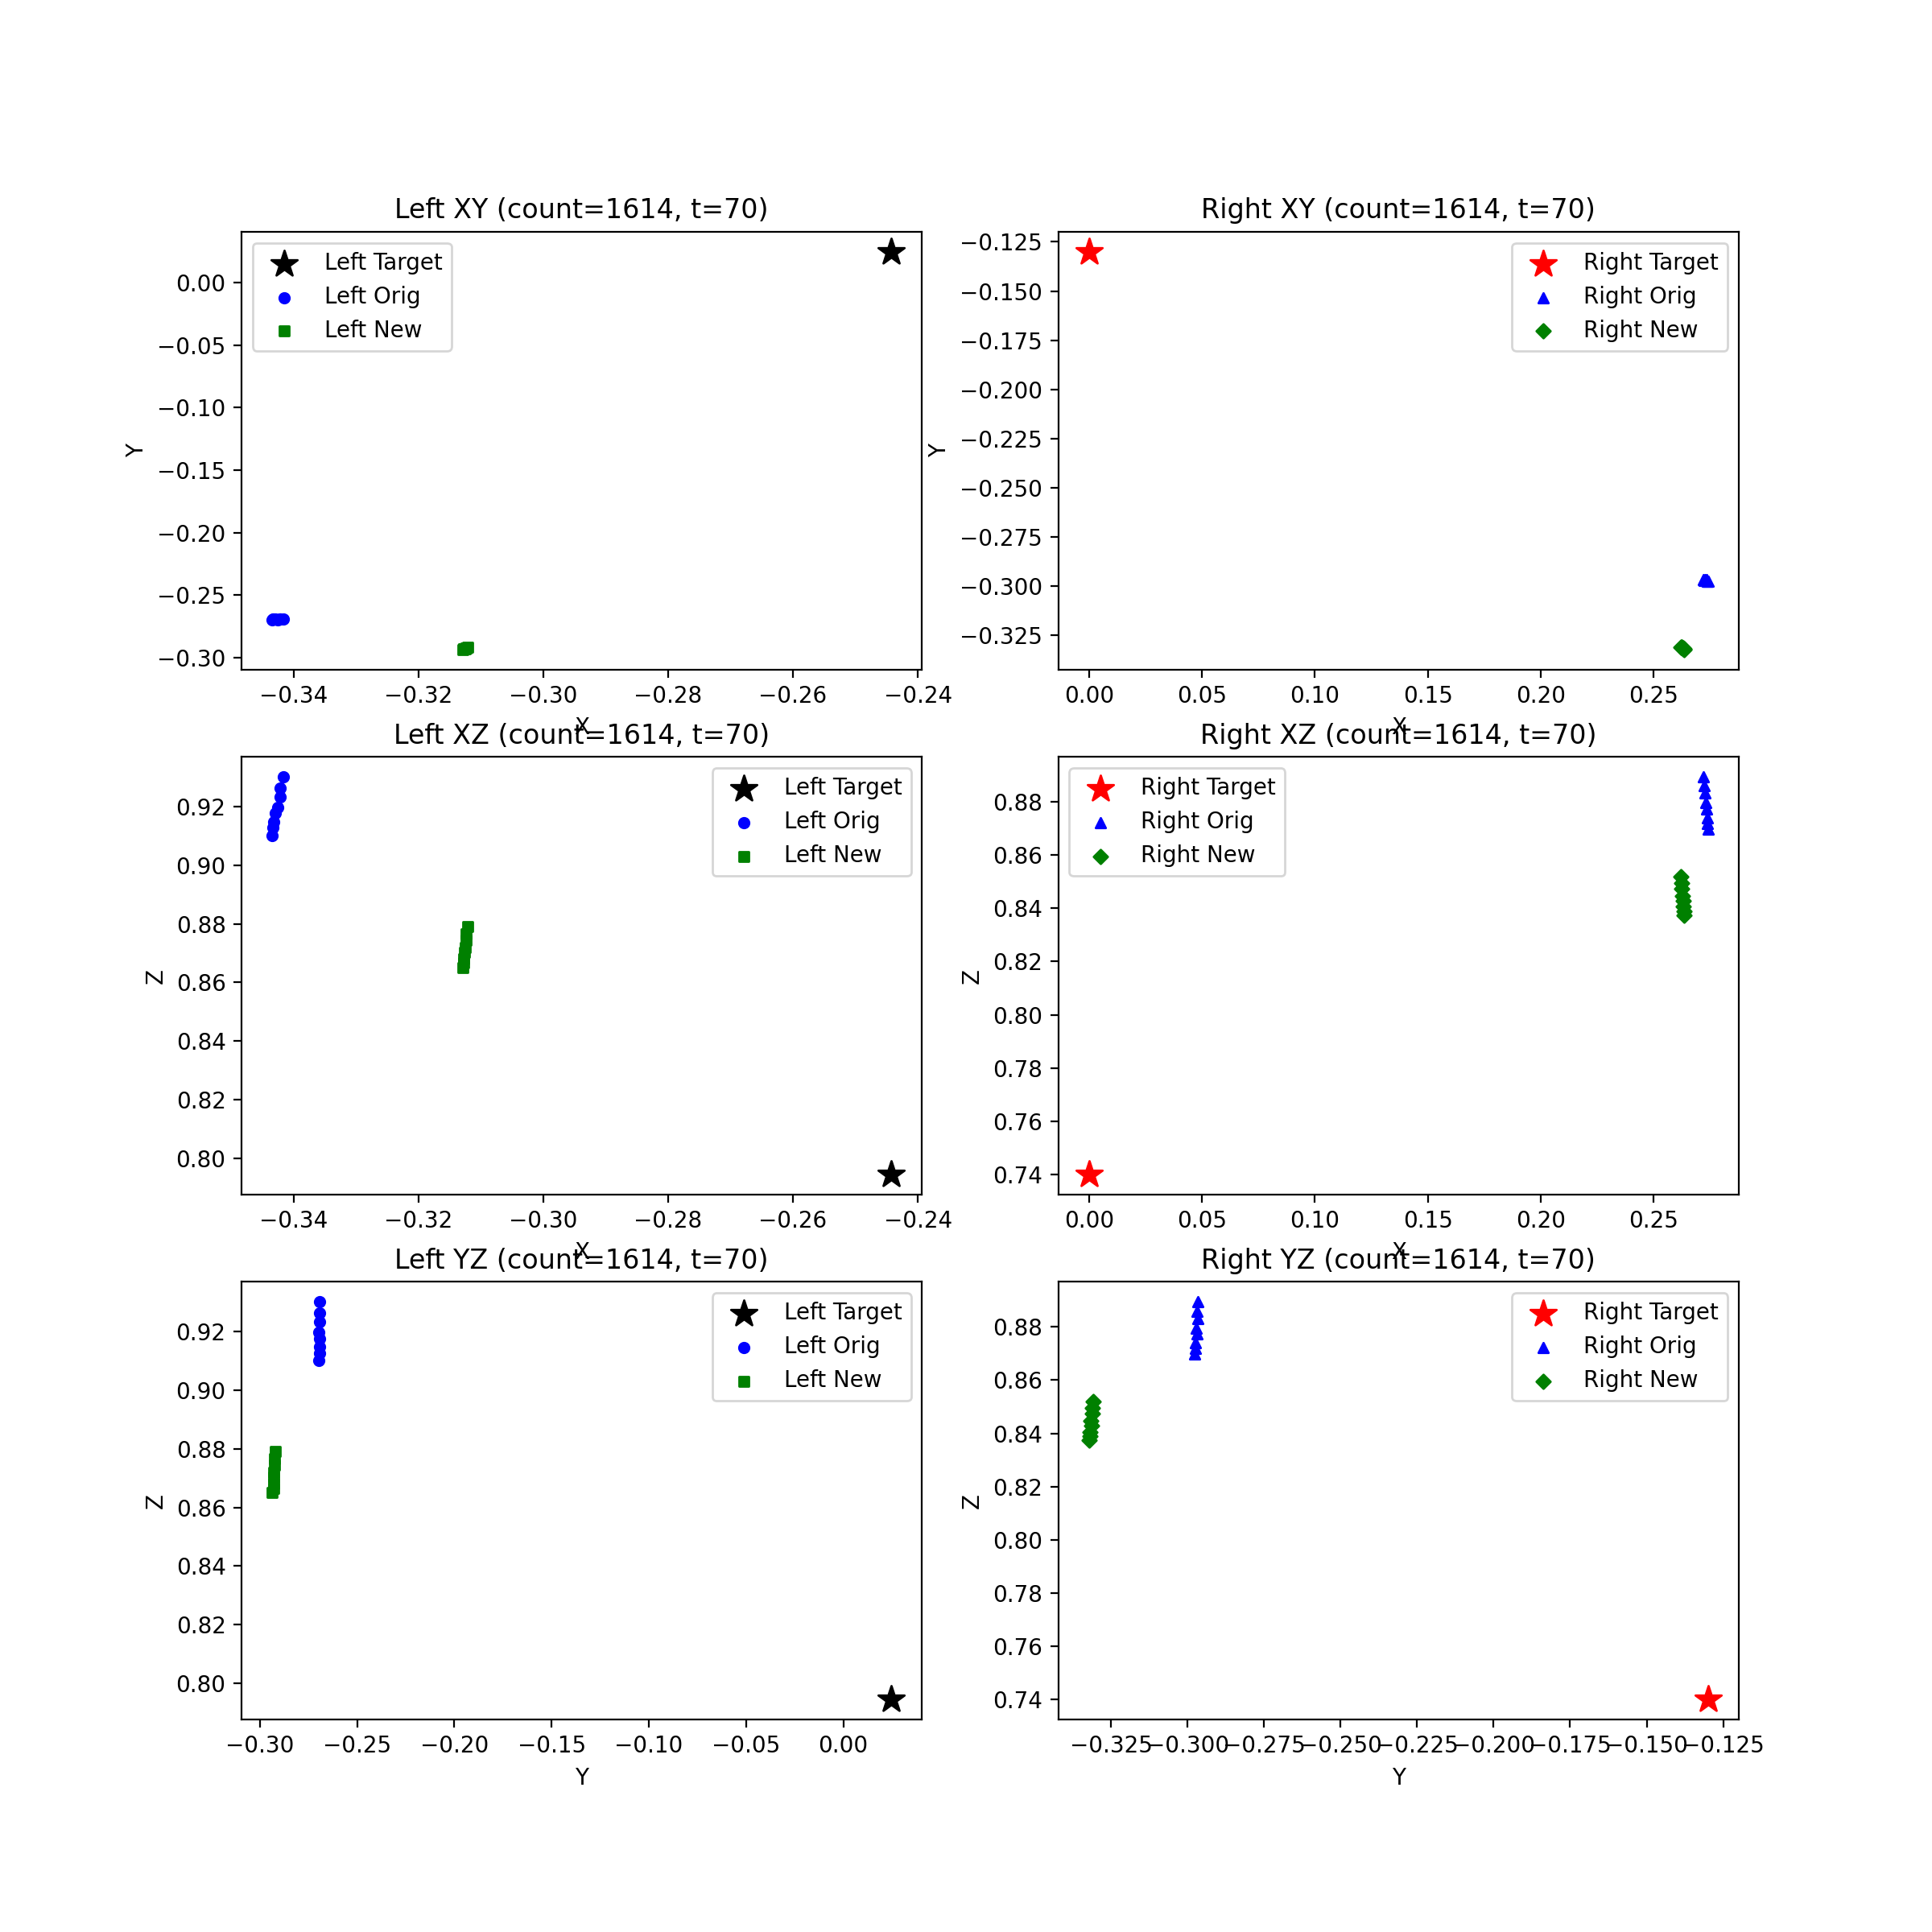 Left XY (count=1614, t=70)
Left Target
Left Orig
Left New
0.00
−0.05
−0.10
−0.15
−0.20
−0.25
−0.30
Y
−0.34
−0.32
−0.30
−0.28
−0.26
−0.24
X
Right XY (count=1614, t=70)
Right Target
Right Orig
Right New
−0.125
−0.150
−0.175
−0.200
−0.225
−0.250
−0.275
−0.300
−0.325
Y
0.00
0.05
0.10
0.15
0.20
0.25
X
Left XZ (count=1614, t=70)
Left Target
Left Orig
Left New
0.92
0.90
0.88
0.86
0.84
0.82
0.80
Z
−0.34
−0.32
−0.30
−0.28
−0.26
−0.24
X
Right XZ (count=1614, t=70)
Right Target
Right Orig
Right New
0.88
0.86
0.84
0.82
0.80
0.78
0.76
0.74
Z
0.00
0.05
0.10
0.15
0.20
0.25
X
Left YZ (count=1614, t=70)
Left Target
Left Orig
Left New
0.92
0.90
0.88
0.86
0.84
0.82
0.80
Z
−0.30
−0.25
−0.20
−0.15
−0.10
−0.05
0.00
Y
Right YZ (count=1614, t=70)
Right Target
Right Orig
Right New
0.88
0.86
0.84
0.82
0.80
0.78
0.76
0.74
Z
−0.325
−0.300
−0.275
−0.250
−0.225
−0.200
−0.175
−0.150
−0.125
Y